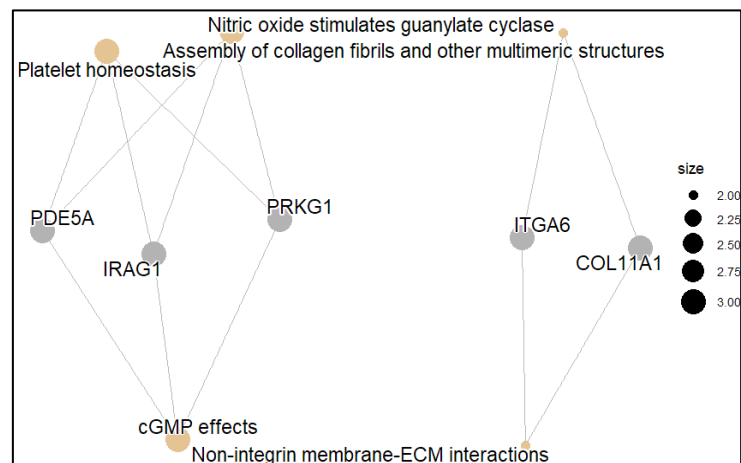 Nitric oxide stimulates guanylate cyclase
Assembly of collagen fibrils and other multimeric structures
Platelet homeostasis
size
2.00
2.25
2.50
2.75
3.00
PDE5A
PRKG1
ITGA6
IRAG1
COL11A1
cGMP effects
Non-integrin membrane-ECM interactions